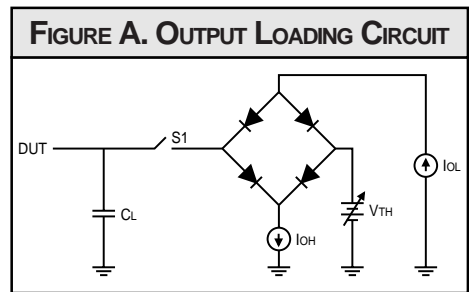 FIGURE A. OUTPUT LOADING CIRCUIT
DUT
S1
CL
IOH
VTH
IOL